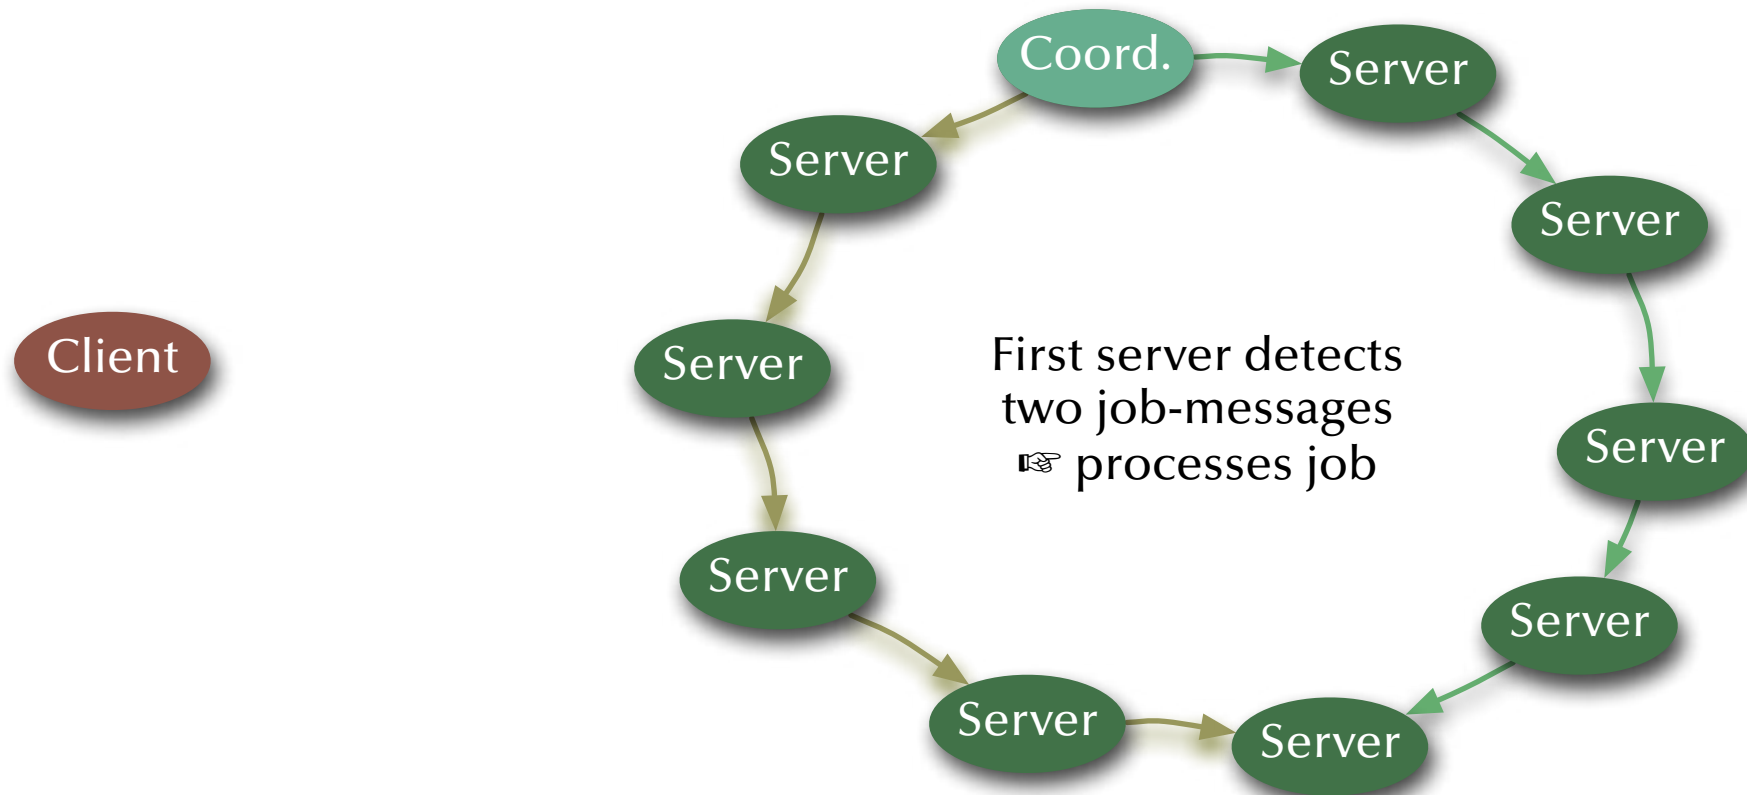 Coord.
Server
Server
Server
Client
Server
First server detects
two job-messages
☞ processes job
Server
Server
Server
Server
Server